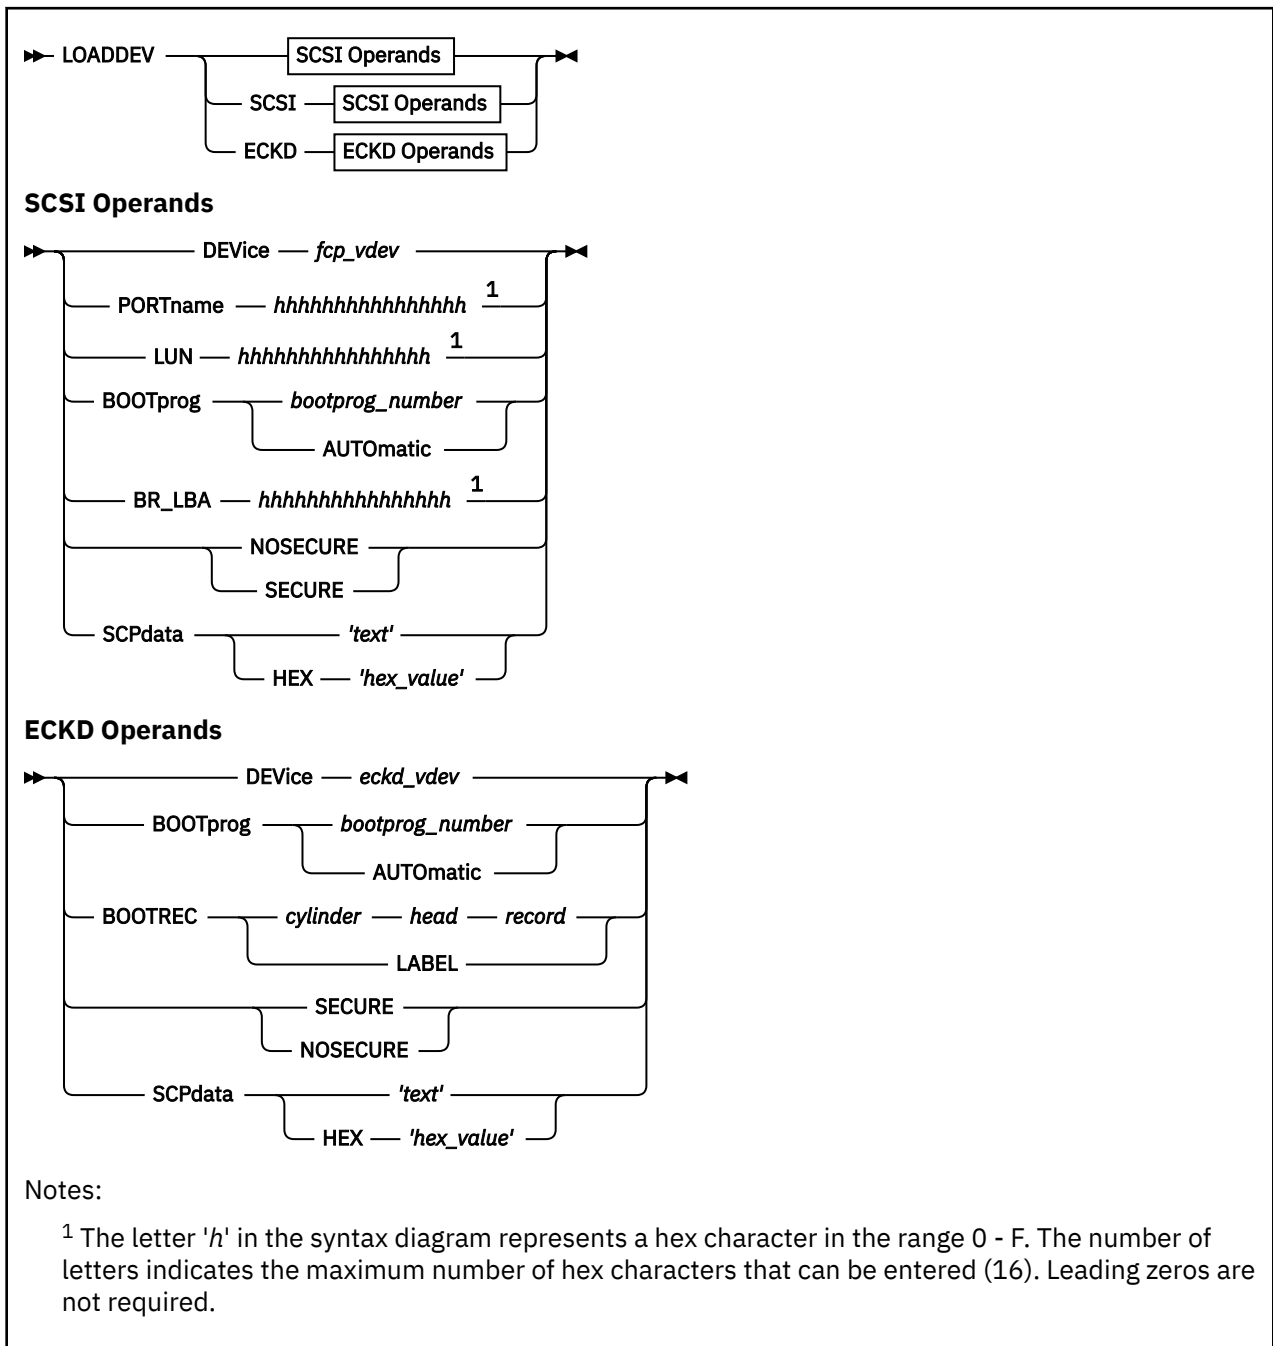 LOADDEV SCSI Operands
SCSI SCSI Operands
ECKD ECKD Operands
SCSI Operands
DEVice fcp_vdev
PORTname hhhhhhhhhhhhhhhh 1
LUN hhhhhhhhhhhhhhhh 1
BOOTprog bootprog_number
AUTOmatic
BR_LBA hhhhhhhhhhhhhhhh 1
NOSECURE
SECURE
SCPdata 'text'
HEX 'hex_value'
ECKD Operands
DEVice eckd_vdev
BOOTprog bootprog_number
AUTOmatic
BOOTREC cylinder head record
LABEL
SECURE
NOSECURE
SCPdata 'text'
HEX 'hex_value'
Notes:
1 The letter 'h' in the syntax diagram represents a hex character in the range 0 - F. The number of
letters indicates the maximum number of hex characters that can be entered (16). Leading zeros are
not required.